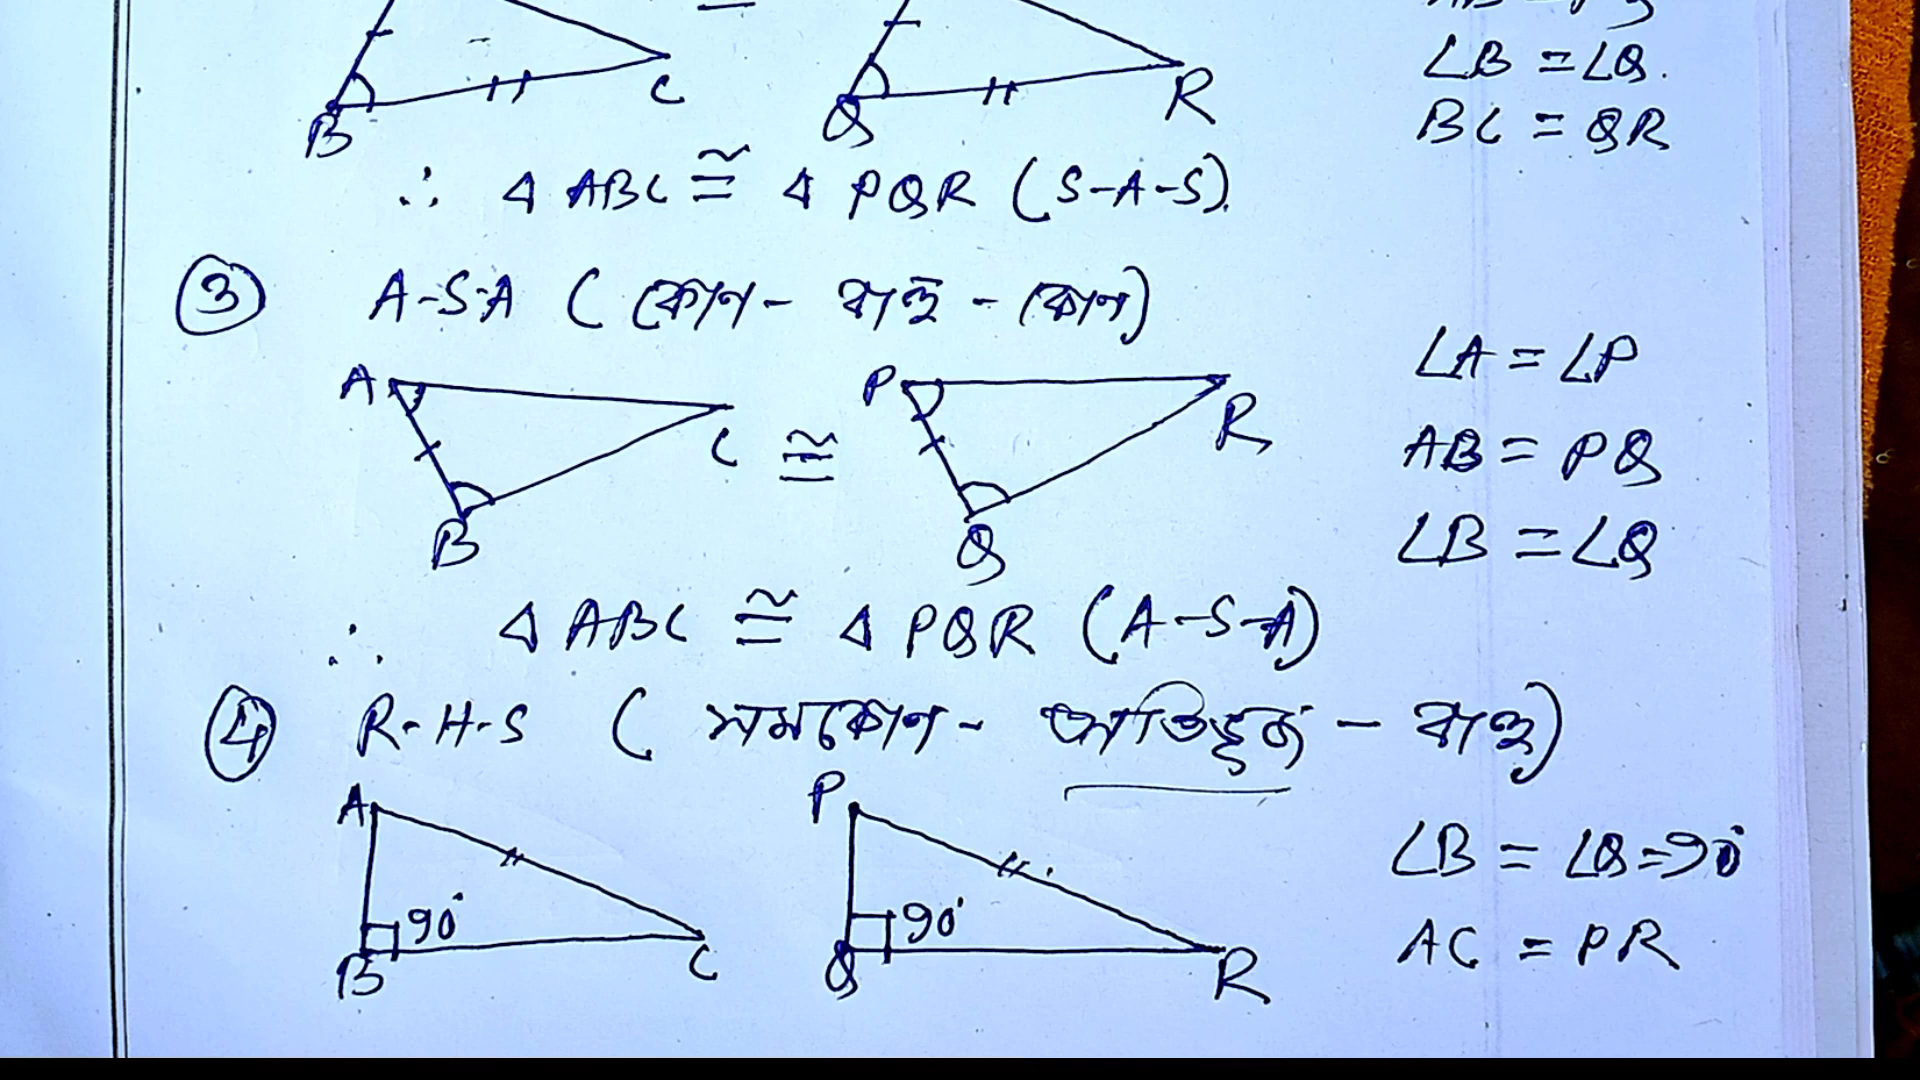 B C Q R
∠B = ∠Q.
BC = QR
∴ Δ ABC ≅ Δ PQR (S-A-S).
③ A-S-A ( কোণ - বাহু - কোণ)
A C B ≅ P R Q
∠A = ∠P
AB = PQ
∠B = ∠Q
∴ Δ ABC ≅ Δ PQR (A-S-A)
④ R-H-S ( সমকোণ - অতিভূজ - বাহু)
A 90° B C
P 90° Q R
∠B = ∠Q = 90°
AC = PR